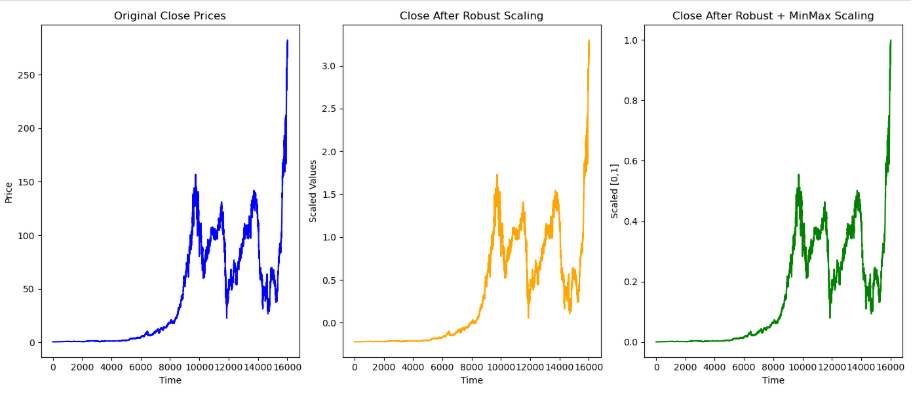 Original Close Prices
Close After Robust Scaling
Close After Robust + MinMax Scaling
Price
250
200
150
100
50
0
0 2000 4000 6000 8000 10000 12000 14000 16000
Time
Scaled Values
3.0
2.5
2.0
1.5
1.0
0.5
0.0
0 2000 4000 6000 8000 10000 12000 14000 16000
Time
Scaled [0,1]
1.0
0.8
0.6
0.4
0.2
0.0
0 2000 4000 6000 8000 10000 12000 14000 16000
Time